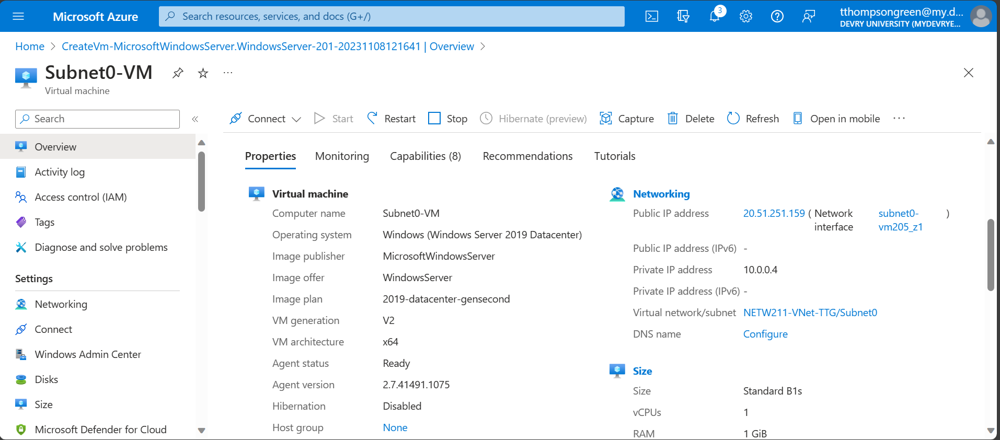 Microsoft Azure
Search resources, services, and docs (G+/)
3
tthompsongreen@my.d...
DEVRY UNIVERSITY (MYDEVRYE...
Home > CreateVm-MicrosoftWindowsServer.WindowsServer-201-20231108121641 | Overview >
Subnet0-VM ...
Virtual machine
Search «
Connect Start Restart Stop Hibernate (preview) Capture Delete Refresh Open in mobile ...
Overview
Activity log
Access control (IAM)
Tags
Diagnose and solve problems
Settings
Networking
Connect
Windows Admin Center
Disks
Size
Microsoft Defender for Cloud
Properties Monitoring Capabilities (8) Recommendations Tutorials
Virtual machine
Computer name Subnet0-VM
Operating system Windows (Windows Server 2019 Datacenter)
Image publisher MicrosoftWindowsServer
Image offer WindowsServer
Image plan 2019-datacenter-gensecond
VM generation V2
VM architecture x64
Agent status Ready
Agent version 2.7.41491.1075
Hibernation Disabled
Host group None
Networking
Public IP address 20.51.251.159 ( Network subnet0- )
interface vm205_z1
Public IP address (IPv6) -
Private IP address 10.0.0.4
Private IP address (IPv6) -
Virtual network/subnet NETW211-VNet-TTG/Subnet0
DNS name Configure
Size
Size Standard B1s
vCPUs 1
RAM 1 GiB